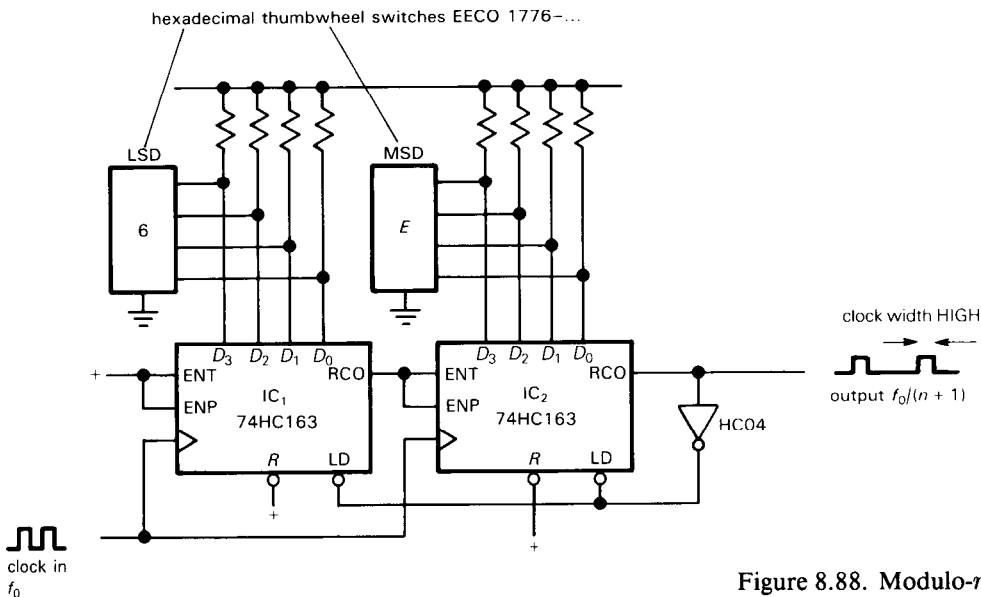 hexadecimal thumbwheel switches EECO 1776-...
LSD
MSD
6
E
D3 D2 D1 D0
D3 D2 D1 D0
clock width HIGH
+
ENT
RCO
ENT
RCO
ENP
IC1
ENP
IC2
output f0/(n + 1)
74HC163
74HC163
HC04
R
LD
R
LD
+
+
clock in
f0
Figure 8.88. Modulo-